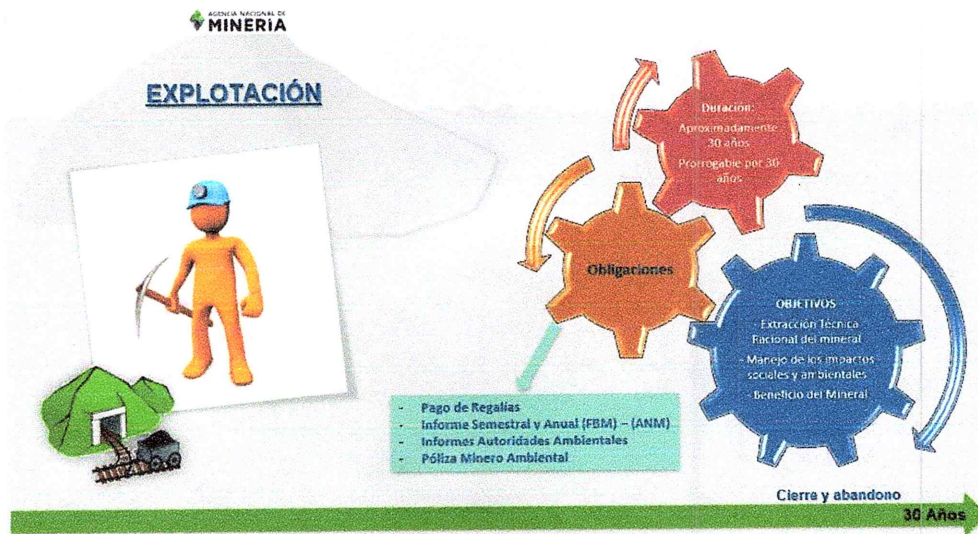 AGENCIA NACIONAL DE
MINERÍA
EXPLOTACIÓN
Duración:
Aproximadamente
30 años
Prorrogable por 30
años
Obligaciones
OBJETIVOS
- Extracción Técnica
Racional del mineral
- Manejo de los impactos
sociales y ambientales
- Beneficio del Mineral
- Pago de Regalías
- Informe Semestral y Anual (FBM) – (ANM)
- Informes Autoridades Ambientales
- Póliza Minero Ambiental
Cierre y abandono
30 Años